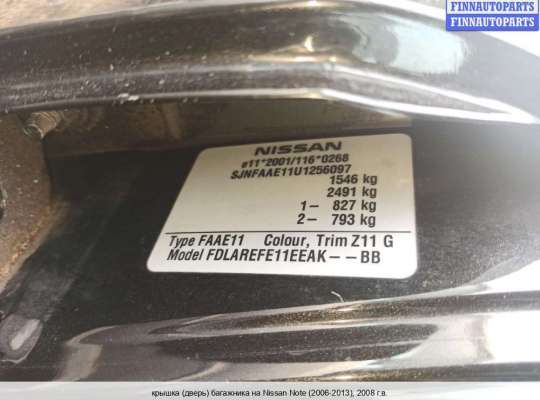 FINNAUTOPARTS
FINNAUTOPARTS
NISSAN
e11*2001/116*0268
SJNFAAE11U1256097
1546 kg
2491 kg
1– 827 kg
2– 793 kg
Type FAAE11 Colour, Trim Z11 G
Model FDLAREFE11EEAK––BB
крышка (дверь) багажника на Nissan Note (2006-2013), 2008 г.в.